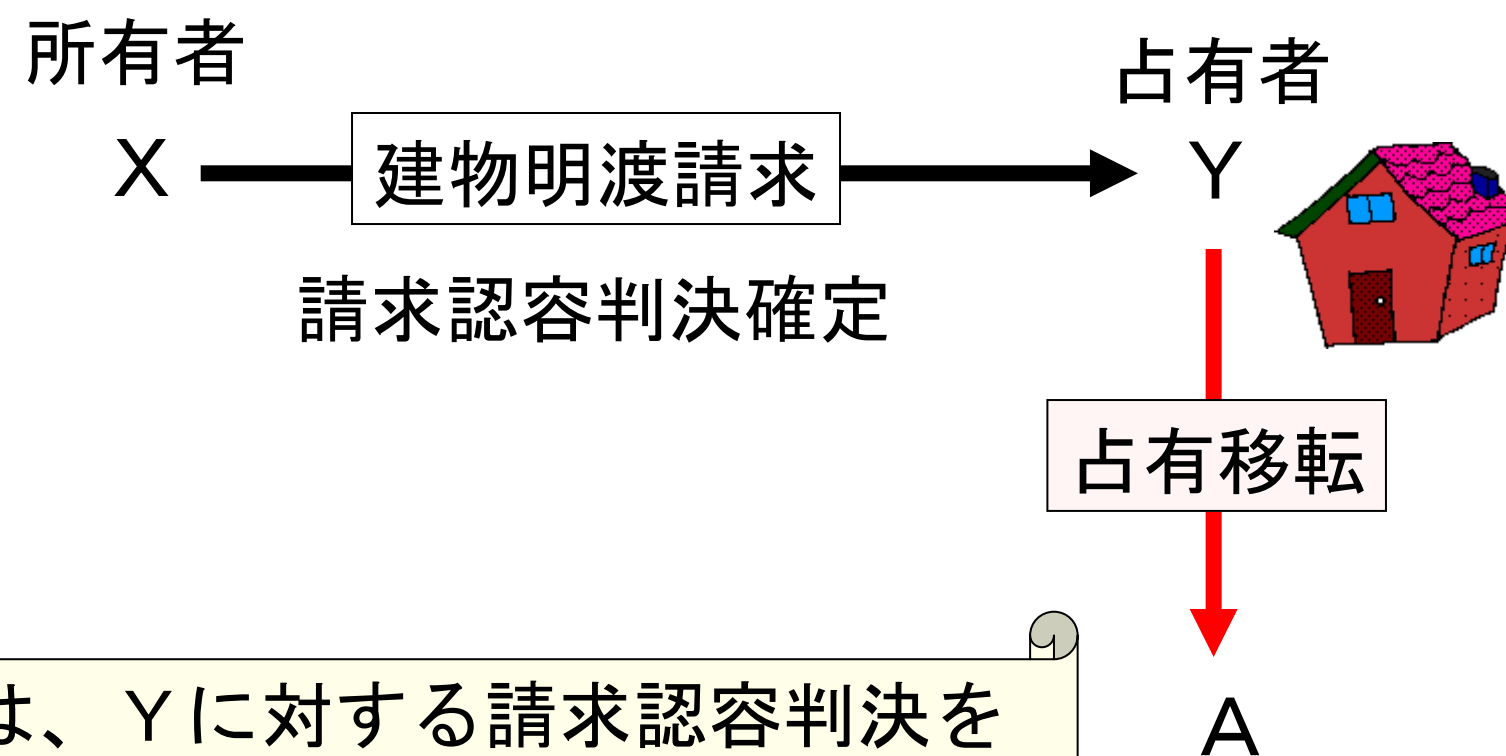 所有者
占有者
X
建物明渡請求
Y
請求認容判決確定
占有移転
は、Yに対する請求認容判決を
A